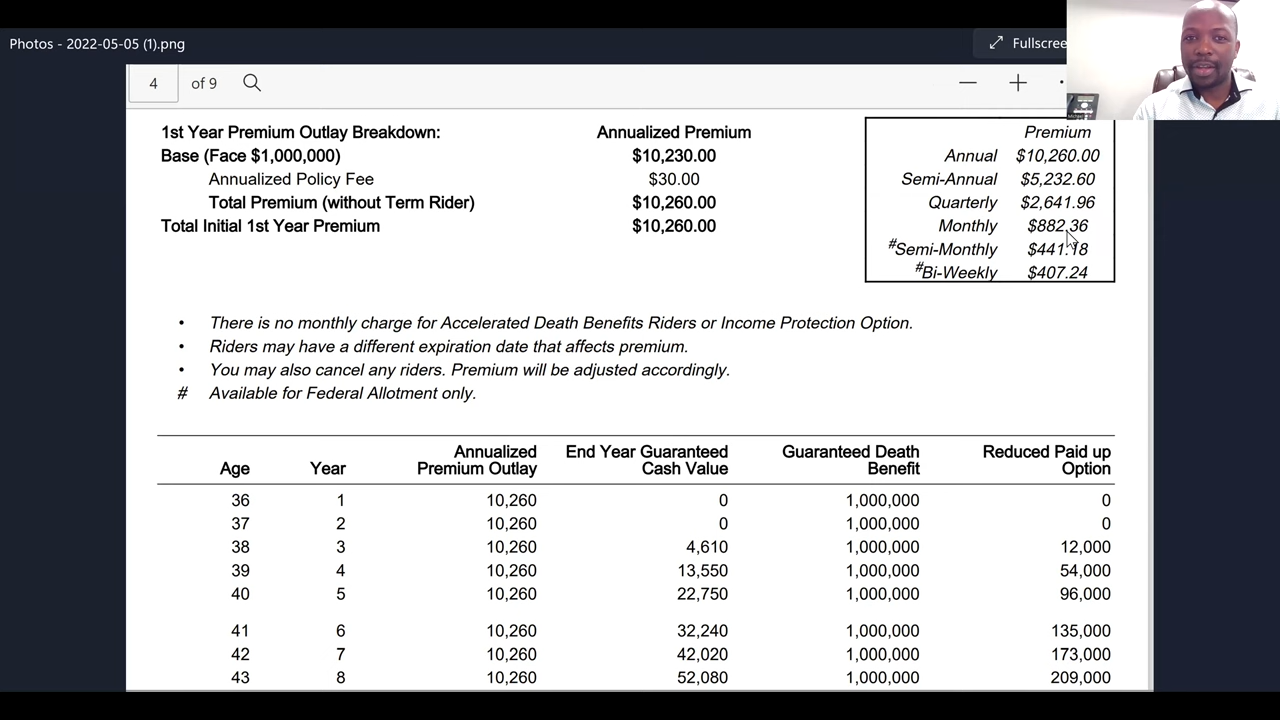 Photos - 2022-05-05 (1).png
Fullscree
4 of 9
1st Year Premium Outlay Breakdown: Annualized Premium
Base (Face $1,000,000) $10,230.00
Annualized Policy Fee $30.00
Total Premium (without Term Rider) $10,260.00
Total Initial 1st Year Premium $10,260.00
Premium
Annual $10,260.00
Semi-Annual $5,232.60
Quarterly $2,641.96
Monthly $882.36
#Semi-Monthly $441.18
#Bi-Weekly $407.24
• There is no monthly charge for Accelerated Death Benefits Riders or Income Protection Option.
• Riders may have a different expiration date that affects premium.
• You may also cancel any riders. Premium will be adjusted accordingly.
# Available for Federal Allotment only.
Annualized End Year Guaranteed Guaranteed Death Reduced Paid up
Age Year Premium Outlay Cash Value Benefit Option
36 1 10,260 0 1,000,000 0
37 2 10,260 0 1,000,000 0
38 3 10,260 4,610 1,000,000 12,000
39 4 10,260 13,550 1,000,000 54,000
40 5 10,260 22,750 1,000,000 96,000
41 6 10,260 32,240 1,000,000 135,000
42 7 10,260 42,020 1,000,000 173,000
43 8 10,260 52,080 1,000,000 209,000